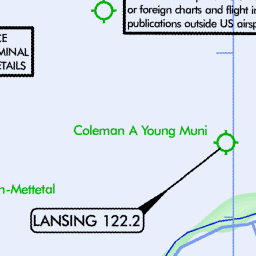 or foreign charts and flight in
publications outside US airsp
CE
MINAL
ETAILS
Coleman A Young Muni
n-Mettetal
LANSING 122.2